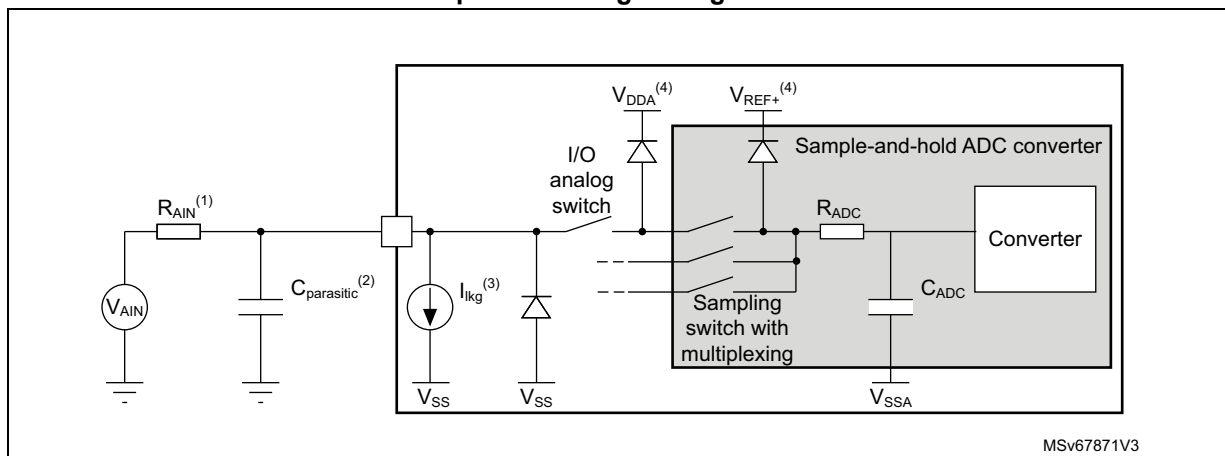 V_DDA^(4)
V_REF+^(4)
Sample-and-hold ADC converter
I/O
analog
switch
R_AIN^(1)
R_ADC
Converter
V_AIN
C_parasitic^(2)
I_lkg^(3)
C_ADC
Sampling
switch with
multiplexing
V_SS
V_SS
V_SSA
MSv67871V3